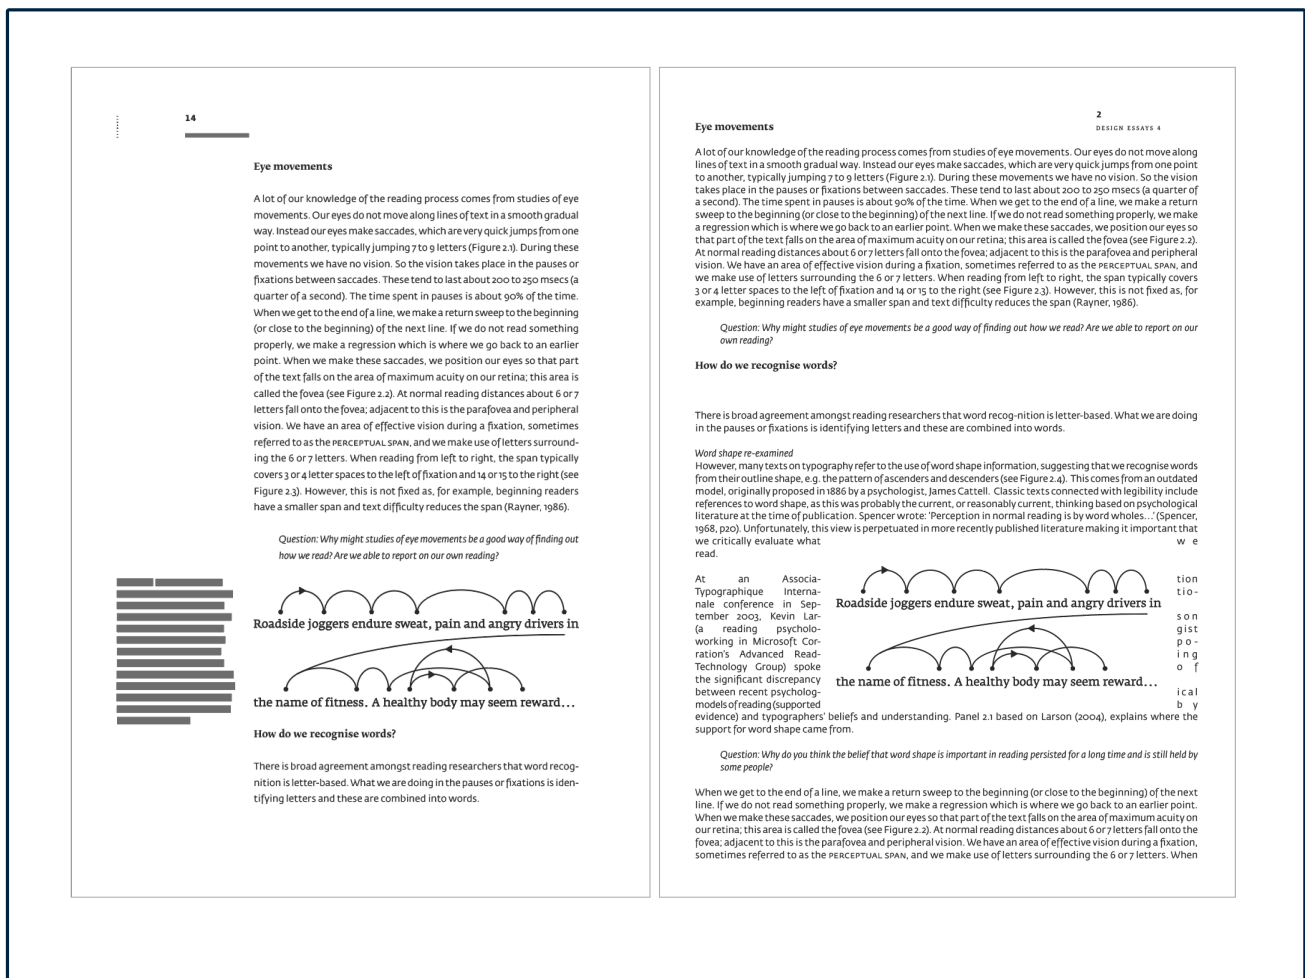 14
Eye movements
A lot of our knowledge of the reading process comes from studies of eye
movements. Our eyes do not move along lines of text in a smooth gradual
way. Instead our eyes make saccades, which are very quick jumps from one
point to another, typically jumping 7 to 9 letters (Figure 2.1). During these
movements we have no vision. So the vision takes place in the pauses or
fixations between saccades. These tend to last about 200 to 250 msecs (a
quarter of a second). The time spent in pauses is about 90% of the time.
When we get to the end of a line, we make a return sweep to the beginning
(or close to the beginning) of the next line. If we do not read something
properly, we make a regression which is where we go back to an earlier
point. When we make these saccades, we position our eyes so that part
of the text falls on the area of maximum acuity on our retina; this area is
called the fovea (see Figure 2.2). At normal reading distances about 6 or 7
letters fall onto the fovea; adjacent to this is the parafovea and peripheral
vision. We have an area of effective vision during a fixation, sometimes
referred to as the PERCEPTUAL SPAN, and we make use of letters surround-
ing the 6 or 7 letters. When reading from left to right, the span typically
covers 3 or 4 letter spaces to the left of fixation and 14 or 15 to the right (see
Figure 2.3). However, this is not fixed as, for example, beginning readers
have a smaller span and text difficulty reduces the span (Rayner, 1986).
Question: Why might studies of eye movements be a good way of finding out
how we read? Are we able to report on our own reading?
Roadside joggers endure sweat, pain and angry drivers in
the name of fitness. A healthy body may seem reward...
How do we recognise words?
There is broad agreement amongst reading researchers that word recog-
nition is letter-based. What we are doing in the pauses or fixations is iden-
tifying letters and these are combined into words.
2
DESIGN ESSAYS 4
Eye movements
A lot of our knowledge of the reading process comes from studies of eye movements. Our eyes do not move along
lines of text in a smooth gradual way. Instead our eyes make saccades, which are very quick jumps from one point
to another, typically jumping 7 to 9 letters (Figure 2.1). During these movements we have no vision. So the vision
takes place in the pauses or fixations between saccades. These tend to last about 200 to 250 msecs (a quarter of
a second). The time spent in pauses is about 90% of the time. When we get to the end of a line, we make a return
sweep to the beginning (or close to the beginning) of the next line. If we do not read something properly, we make
a regression which is where we go back to an earlier point. When we make these saccades, we position our eyes so
that part of the text falls on the area of maximum acuity on our retina; this area is called the fovea (see Figure 2.2).
At normal reading distances about 6 or 7 letters fall onto the fovea; adjacent to this is the parafovea and peripheral
vision. We have an area of effective vision during a fixation, sometimes referred to as the PERCEPTUAL SPAN, and
we make use of letters surrounding the 6 or 7 letters. When reading from left to right, the span typically covers
3 or 4 letter spaces to the left of fixation and 14 or 15 to the right (see Figure 2.3). However, this is not fixed as, for
example, beginning readers have a smaller span and text difficulty reduces the span (Rayner, 1986).
Question: Why might studies of eye movements be a good way of finding out how we read? Are we able to report on our
own reading?
How do we recognise words?
There is broad agreement amongst reading researchers that word recog-nition is letter-based. What we are doing
in the pauses or fixations is identifying letters and these are combined into words.
Word shape re-examined
However, many texts on typography refer to the use of word shape information, suggesting that we recognise words
from their outline shape, e.g. the pattern of ascenders and descenders (see Figure 2.4). This comes from an outdated
model, originally proposed in 1886 by a psychologist, James Cattell. Classic texts connected with legibility include
references to word shape, as this was probably the current, or reasonably current, thinking based on psychological
literature at the time of publication. Spencer wrote: 'Perception in normal reading is by word wholes...' (Spencer,
1968, p20). Unfortunately, this view is perpetuated in more recently published literature making it important that
we critically evaluate what we
read.
At an Associa- tion
Typographique Interna- tio-
nale conference in Sep-
tember 2003, Kevin Lar- son
(a reading psycholo- gist
working in Microsoft Cor- po-
ration's Advanced Read- ing
Technology Group) spoke of
the significant discrepancy
between recent psycholog- ical
models of reading (supported by
Roadside joggers endure sweat, pain and angry drivers in
the name of fitness. A healthy body may seem reward...
evidence) and typographers' beliefs and understanding. Panel 2.1 based on Larson (2004), explains where the
support for word shape came from.
Question: Why do you think the belief that word shape is important in reading persisted for a long time and is still held by
some people?
When we get to the end of a line, we make a return sweep to the beginning (or close to the beginning) of the next
line. If we do not read something properly, we make a regression which is where we go back to an earlier point.
When we make these saccades, we position our eyes so that part of the text falls on the area of maximum acuity on
our retina; this area is called the fovea (see Figure 2.2). At normal reading distances about 6 or 7 letters fall onto the
fovea; adjacent to this is the parafovea and peripheral vision. We have an area of effective vision during a fixation,
sometimes referred to as the PERCEPTUAL SPAN, and we make use of letters surrounding the 6 or 7 letters. When